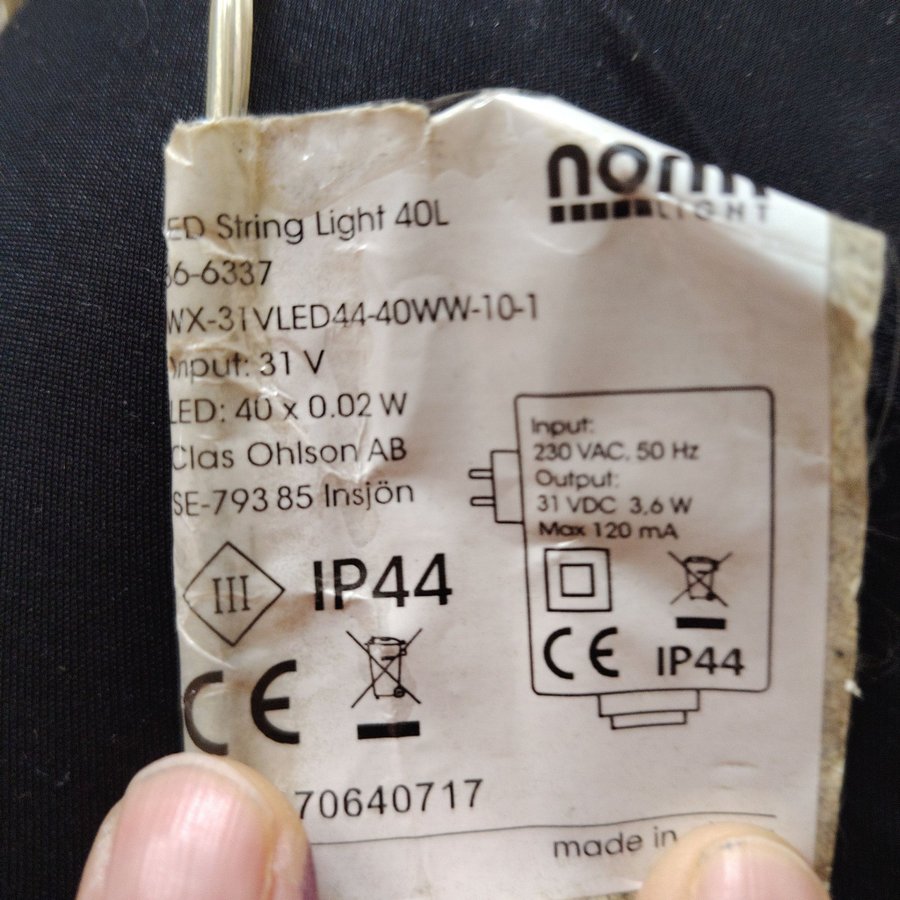 norm
LIGHT
ED String Light 40L
6-6337
WX-31VLED44-40WW-10-1
Input: 31 V
LED: 40 x 0.02 W
Clas Ohlson AB
SE-793 85 Insjön
III
IP44
CE
70640717
Input:
230 VAC, 50 Hz
Output:
31 VDC 3,6 W
Max 120 mA
CE
IP44
made in